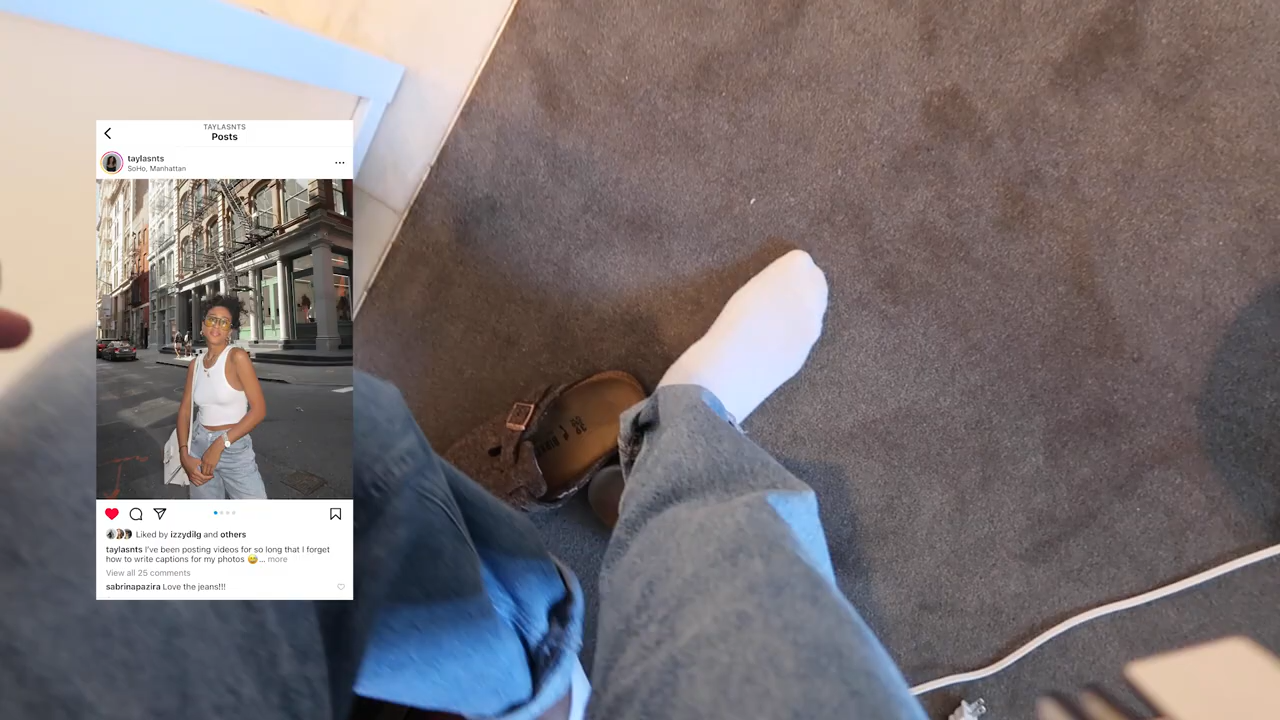 TAYLASNTS
Posts
taylasnts
SoHo, Manhattan
Liked by izzydilg and others
taylasnts I've been posting videos for so long that I forget
how to write captions for my photos 😅... more
View all 25 comments
sabrinapazira Love the jeans!!!
38